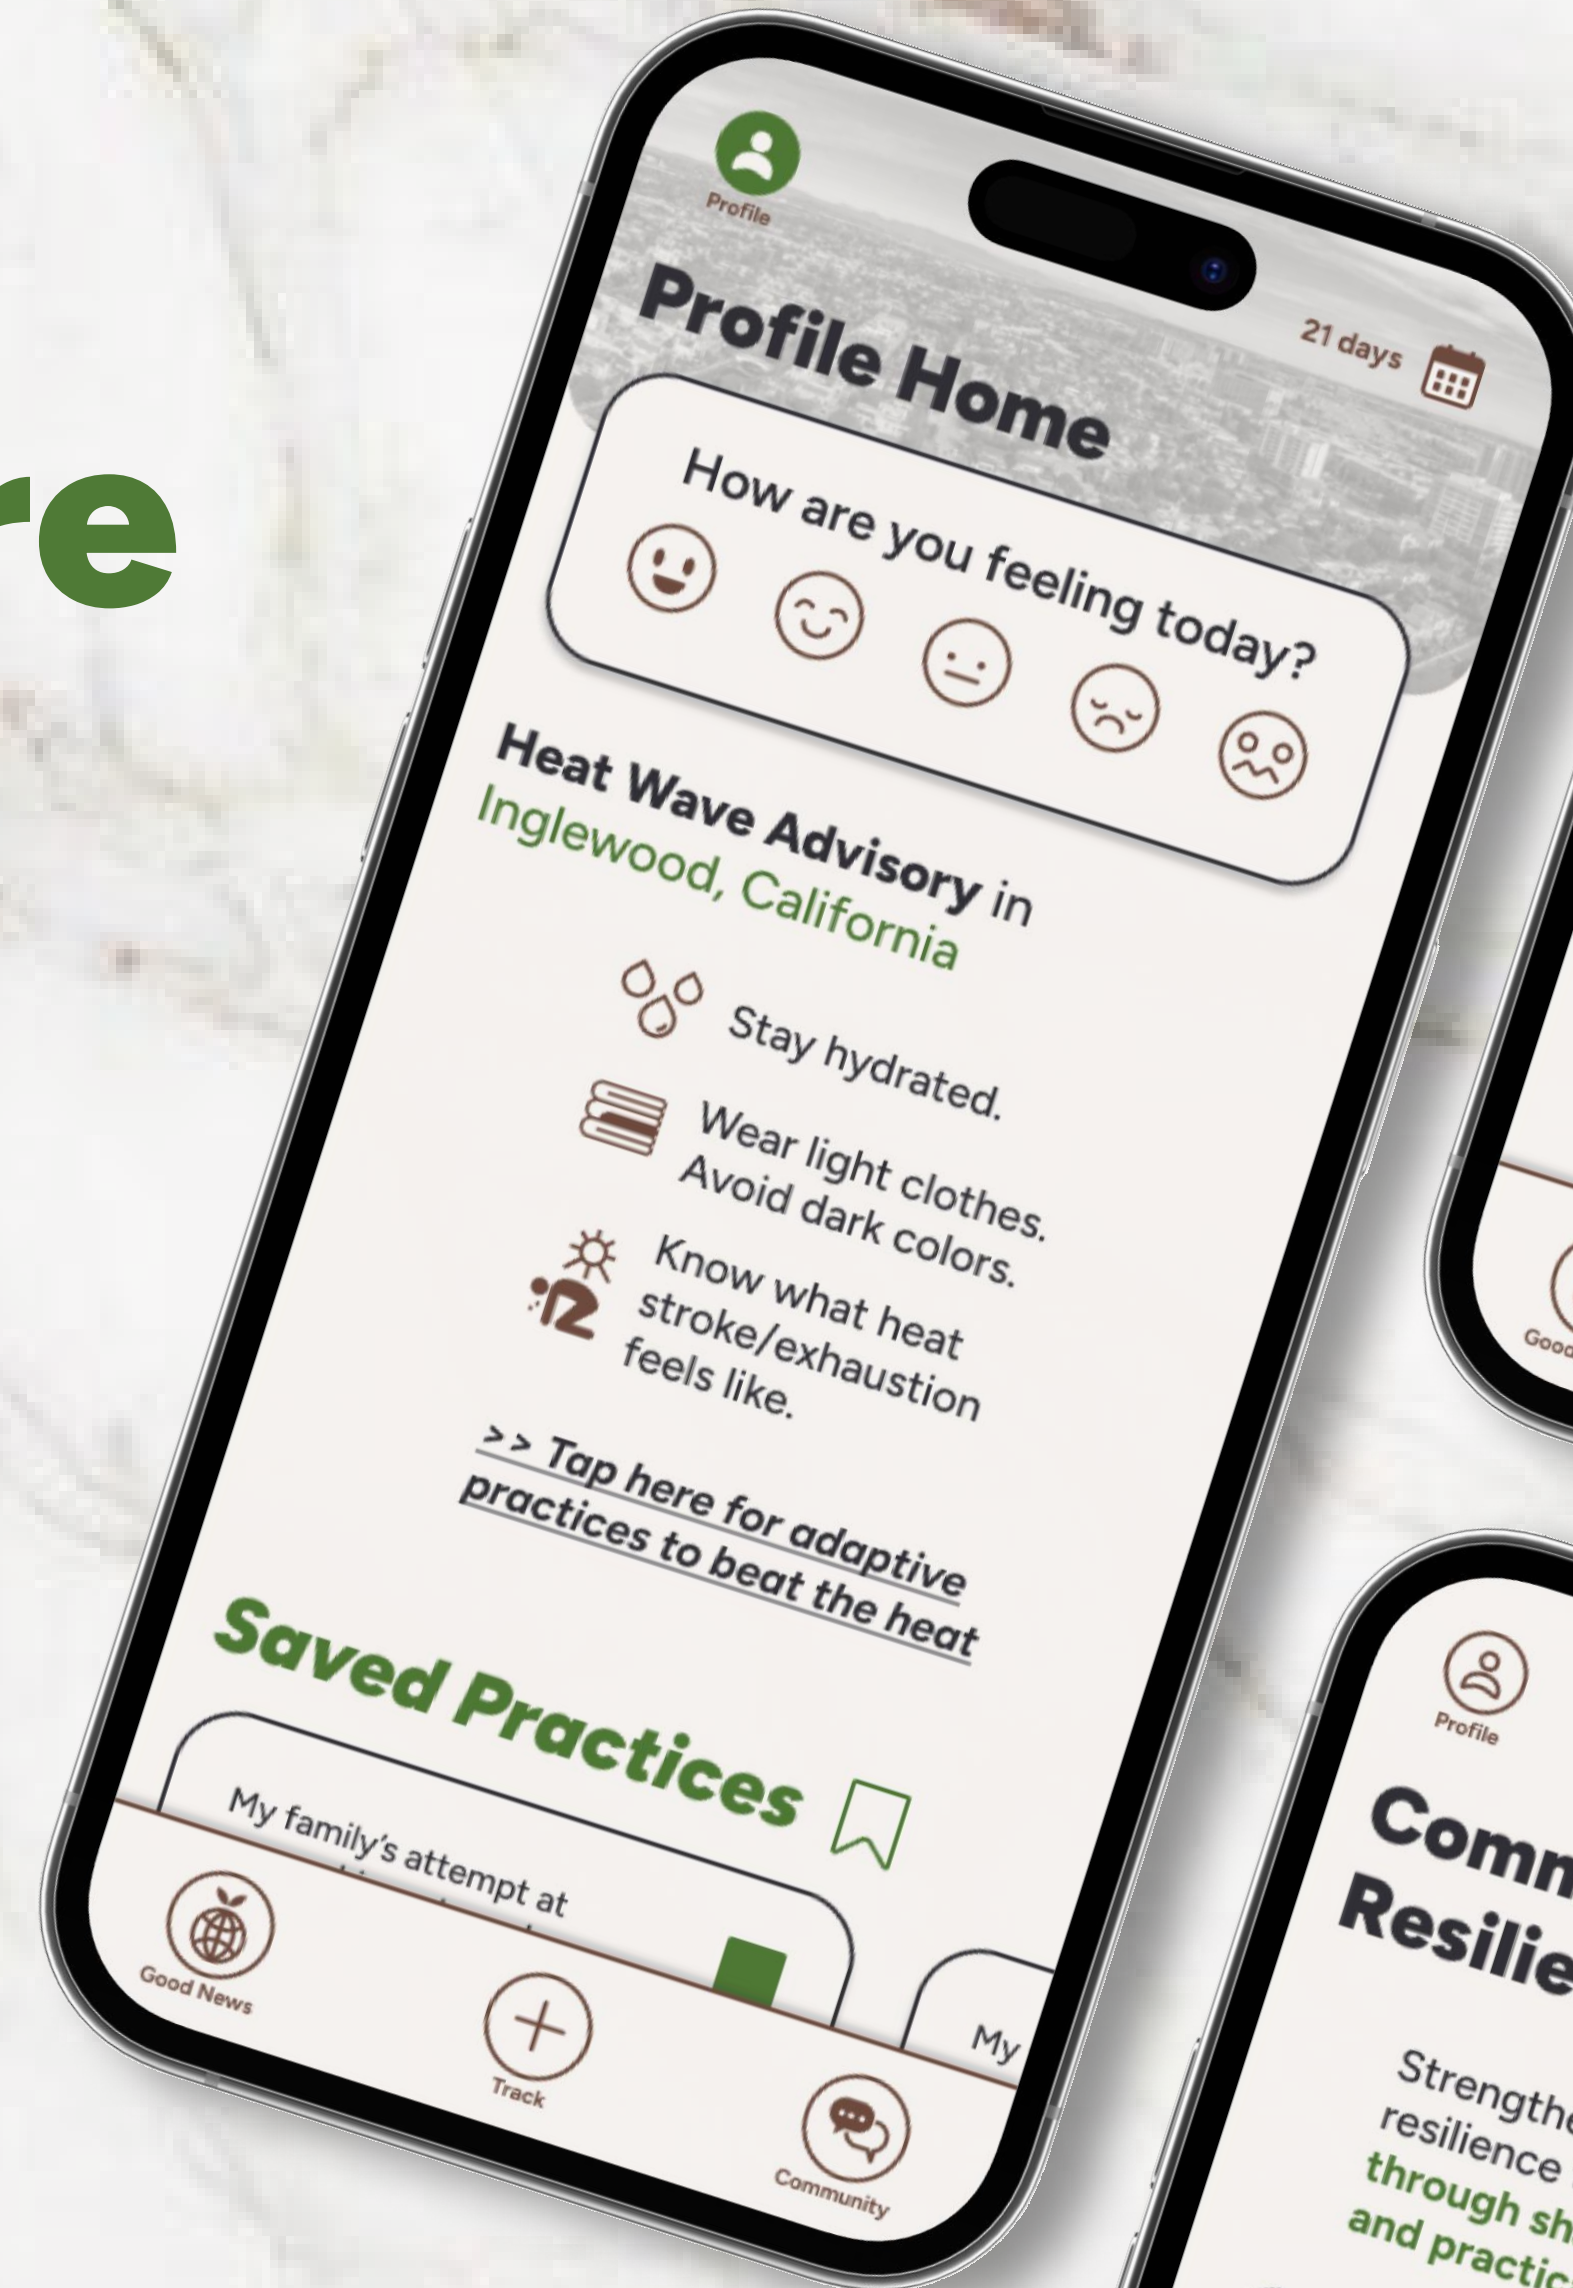 re
Profile
21 days
Profile Home
How are you feeling today?
Heat Wave Advisory in
Inglewood, California
Stay hydrated.
Wear light clothes.
Avoid dark colors.
Know what heat
stroke/exhaustion
feels like.
>> Tap here for adaptive
practices to beat the heat
Saved Practices
My family's attempt at
My
Good News
Track
Community
Good
Profile
Comm
Resilie
Strengthe
resilience
through sh
and practic